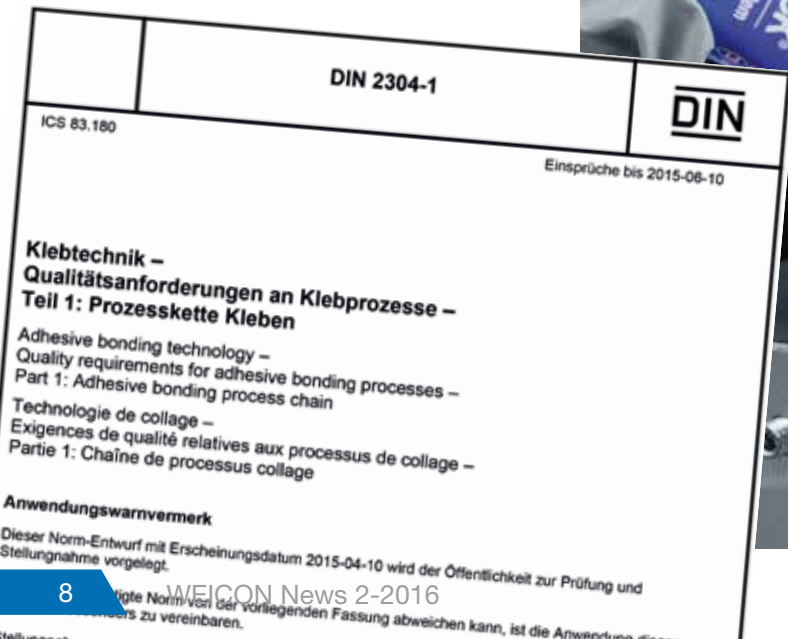 DIN 2304-1
DIN
ICS 83.180
Einsprüche bis 2015-06-10
Klebtechnik –
Qualitätsanforderungen an Klebprozesse –
Teil 1: Prozesskette Kleben
Adhesive bonding technology –
Quality requirements for adhesive bonding processes –
Part 1: Adhesive bonding process chain
Technologie de collage –
Exigences de qualité relatives aux processus de collage –
Partie 1: Chaîne de processus collage
Anwendungswarnvermerk
Dieser Norm-Entwurf mit Erscheinungsdatum 2015-04-10 wird der Öffentlichkeit zur Prüfung und
Stellungnahme vorgelegt.
Norm von der vorliegenden Fassung abweichen kann, ist die Anwendung
zu vereinbaren.
8 WEICON News 2-2016